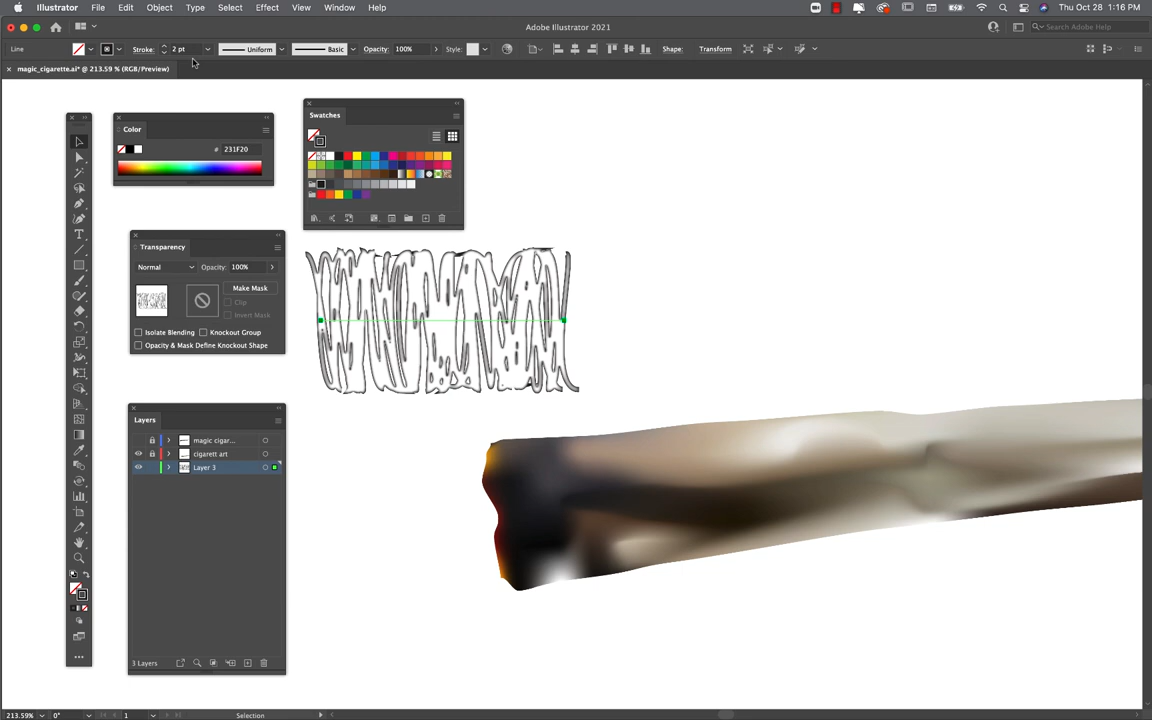 Illustrator File Edit Object Type Select Effect View Window Help
Thu Oct 28 1:16 PM
Adobe Illustrator 2021
Search Adobe Help
Line Stroke: 2 pt Uniform Basic Opacity: 100% Style: Shape: Transform
magic_cigarette.ai* @ 213.59 % (RGB/Preview)
Color
# 231F20
Swatches
Transparency
Normal Opacity: 100%
Make Mask
Clip
Invert Mask
Isolate Blending Knockout Group
Opacity & Mask Define Knockout Shape
Layers
magic cigar...
cigarett art
Layer 3
3 Layers
213.59% 0° 1 Selection